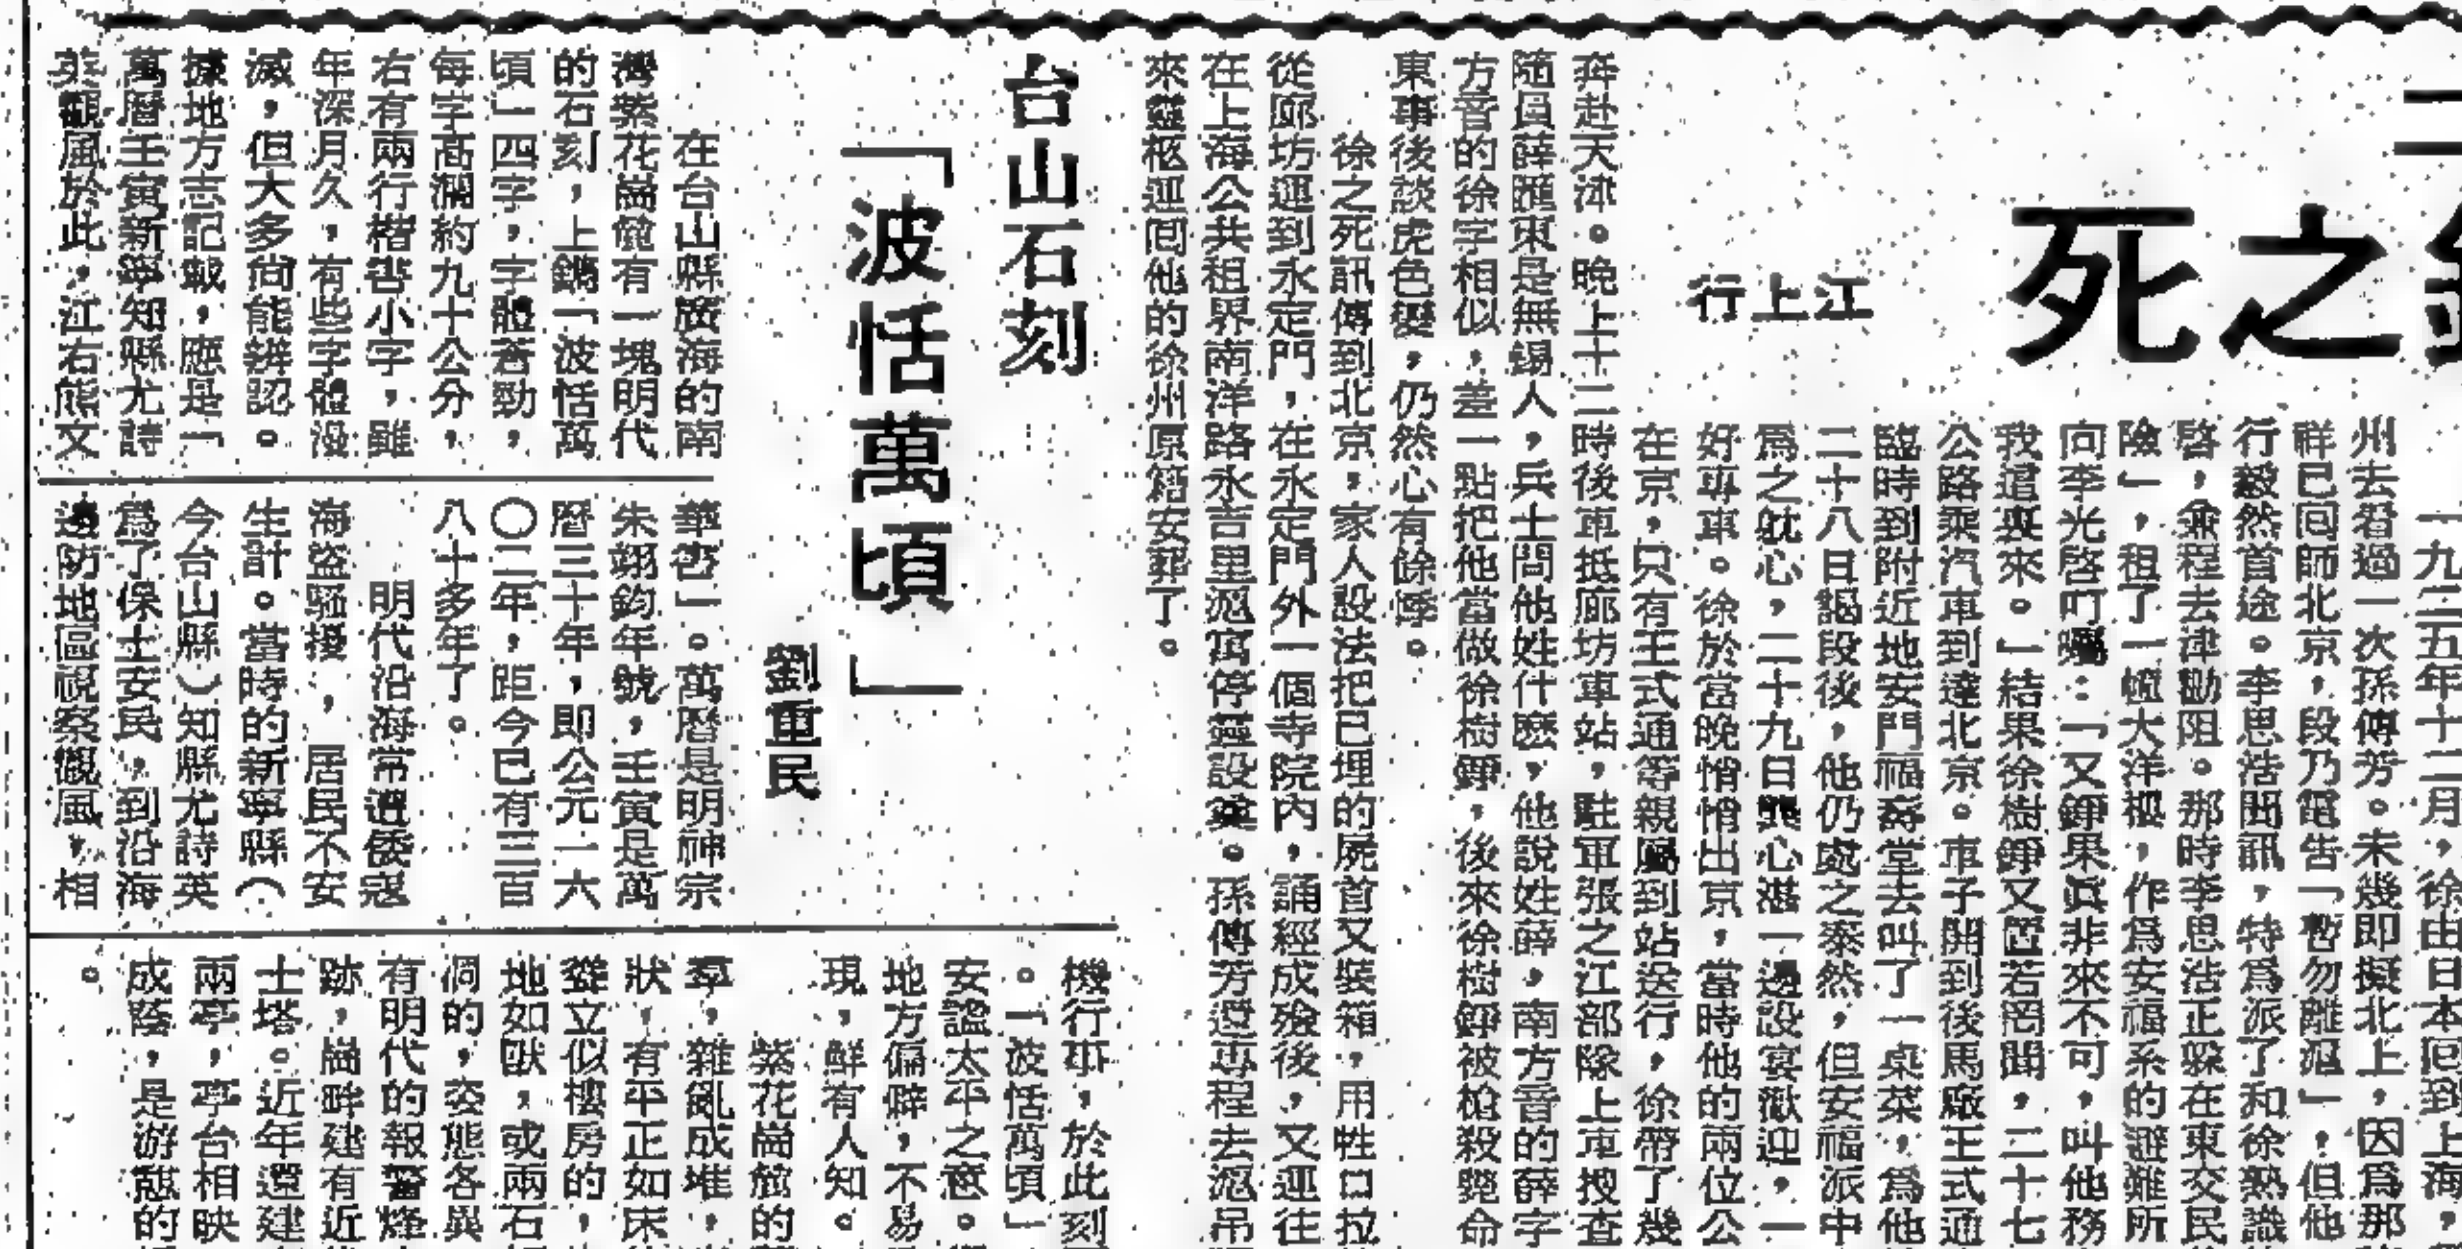 之死
江上行
一九二五年十二月，徐由日本回到上海，
州去看過一次孫傳芳。未幾即擬北上，因爲那
祥已回師北京，段乃電告「暫勿離滬」，但他
行毅然首途。李思浩聞訊，特爲派了和徐熟識
啓，兼程去津勸阻。那時李思浩正躱在東交民
險」，租了一幢大洋樓，作爲安福系的避難所
向李光啓叮囑：「又錚果眞非來不可，叫他務
我這裏來。」結果徐樹錚又置若罔聞，二十七
公路乘汽車到達北京。車子開到後馬廠王式通
臨時到附近地安門福壽堂去叫了一桌菜，爲他
二十八日謁段後，他仍處之泰然，但安福派中
爲之躭心，二十九日龔心湛一過設宴歡迎，一
好專車。徐於當晚悄悄出京，當時他的兩位公
在京，只有王式通等親屬到站送行，徐帶了幾
奔赴天津。晚上十二時後車抵廊坊車站，駐軍張之江部隊上車搜查
隨員薛匯東是無錫人，兵士問他姓什麽，他說姓薛，南方音的薛字
方音的徐字相似，差一點把他當做徐樹錚，後來徐樹錚被槍殺斃命
東事後談虎色變，仍然心有餘悸。
徐之死訊傳到北京，家人設法把已埋的屍首又裝箱，用牲口拉
從廊坊運到永定門，在永定門外一個寺院內，誦經成殮後，又運往
在上海公共租界南洋路永吉里滬寓停靈設奠。孫傳芳還專程去滬吊
來靈柩運回他的徐州原籍安葬了。
台山石刻
「波恬萬頃」
劉重民
在台山縣廣海的南
灣紫花崗前有一塊明代
的石刻，上鐫「波恬萬
頃」四字，字體蒼勁，
每字高濶約九十公分，
右有兩行楷書小字，雖
年深月久，有些字體漫
滅，但大多尚能辨認。
據地方志記載，應是「
萬曆壬寅新寧知縣尤詩
英觀風於此，江右熊文
華書」。萬曆是明神宗
朱翊鈞年號，壬寅是萬
曆三十年，即公元一六
〇二年，距今已有三百
八十多年了。
明代沿海常遭倭寇
海盜騷擾，居民不安
生計。當時的新寧縣（
今台山縣）知縣尤詩英
爲了保土安民，到沿海
邊防地區視察觀風，相
機行事，於此刻
。「波恬萬頃」
安謐太平之意。
地方偏僻，不易
現，鮮有人知。
紫花崗前的
羣，雜亂成堆，
狀，有平正如床
聳立似樓房的，
地如獸，或兩石
凋的，姿態各異
有明代的報警烽
跡，崗畔建有近
士塔。近年還建
兩亭，亭台相映
成蔭，是游憩的
。